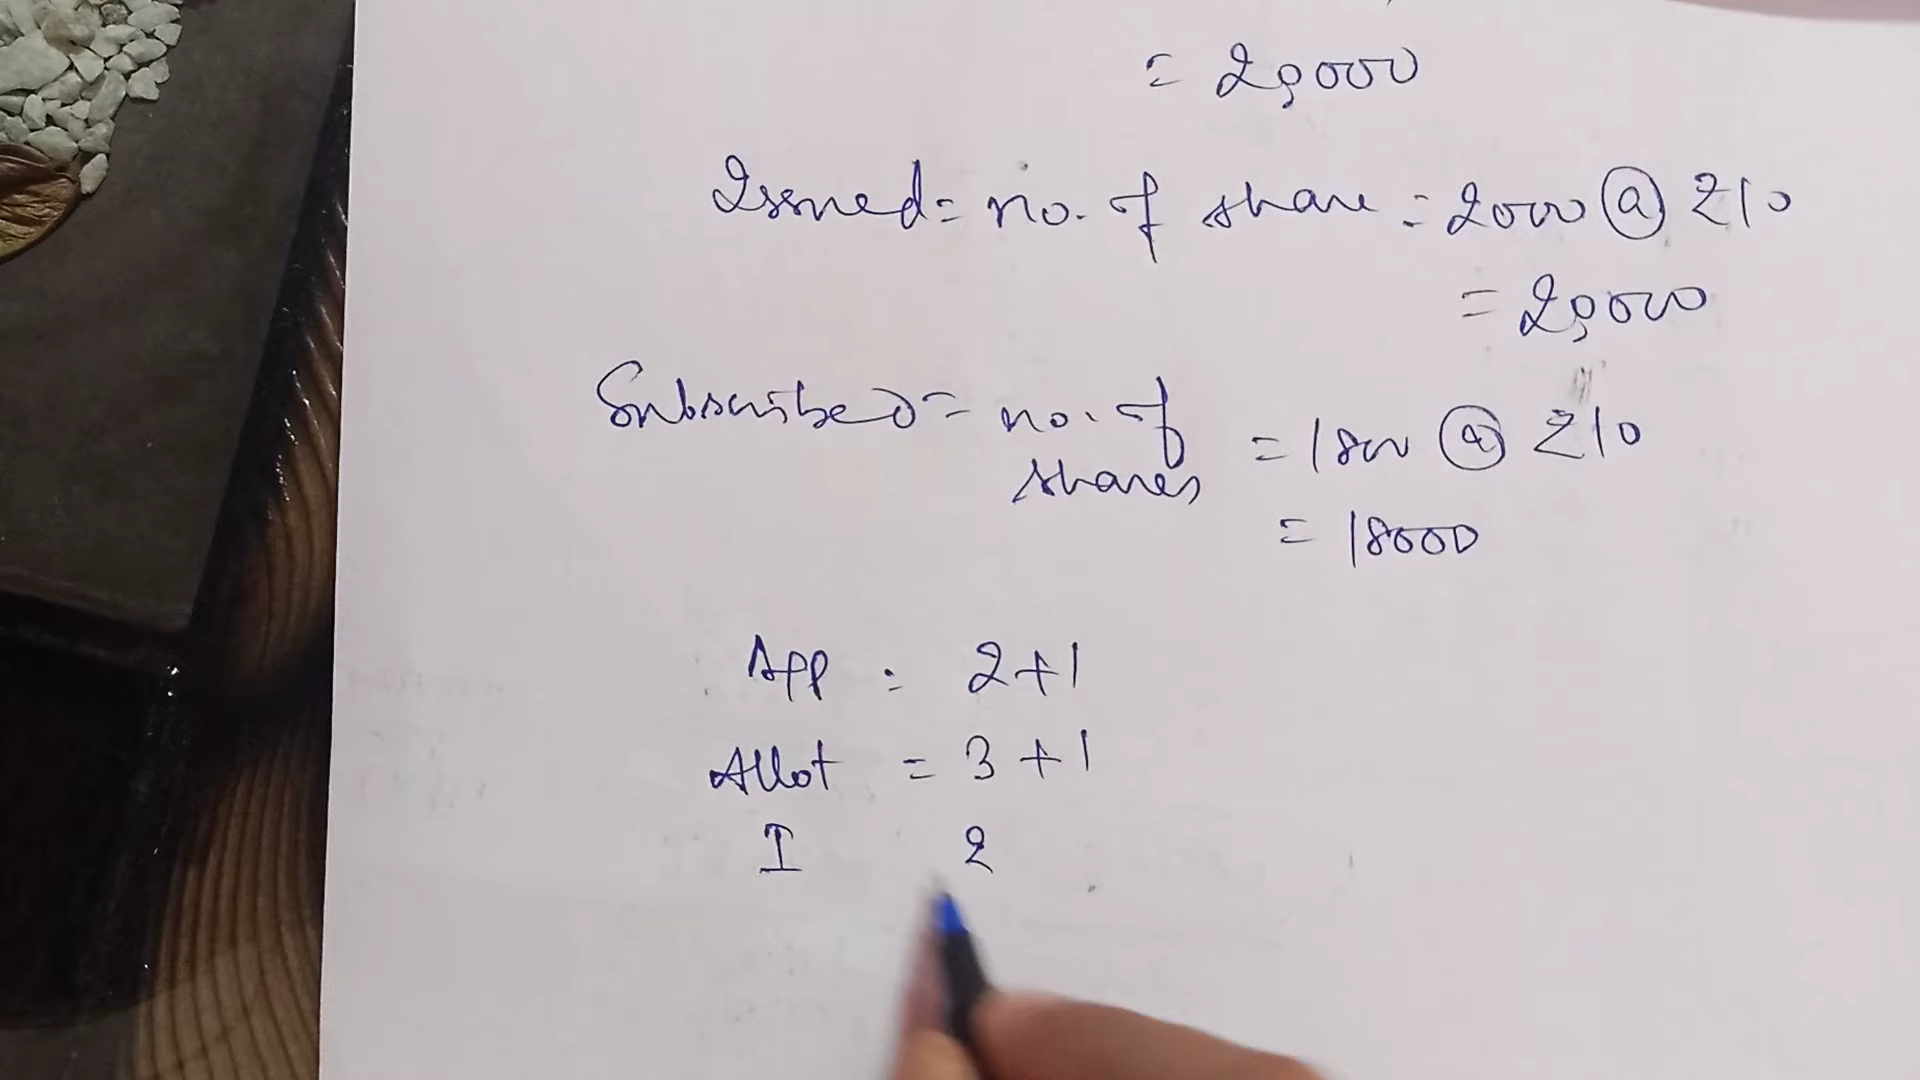 = 20,000
Issued = no. of share = 2000 @ ₹10
= 20,000
Subscribed = no. of shares = 1800 @ ₹10
= 18000
App = 2+1
Allot = 3+1
I 2